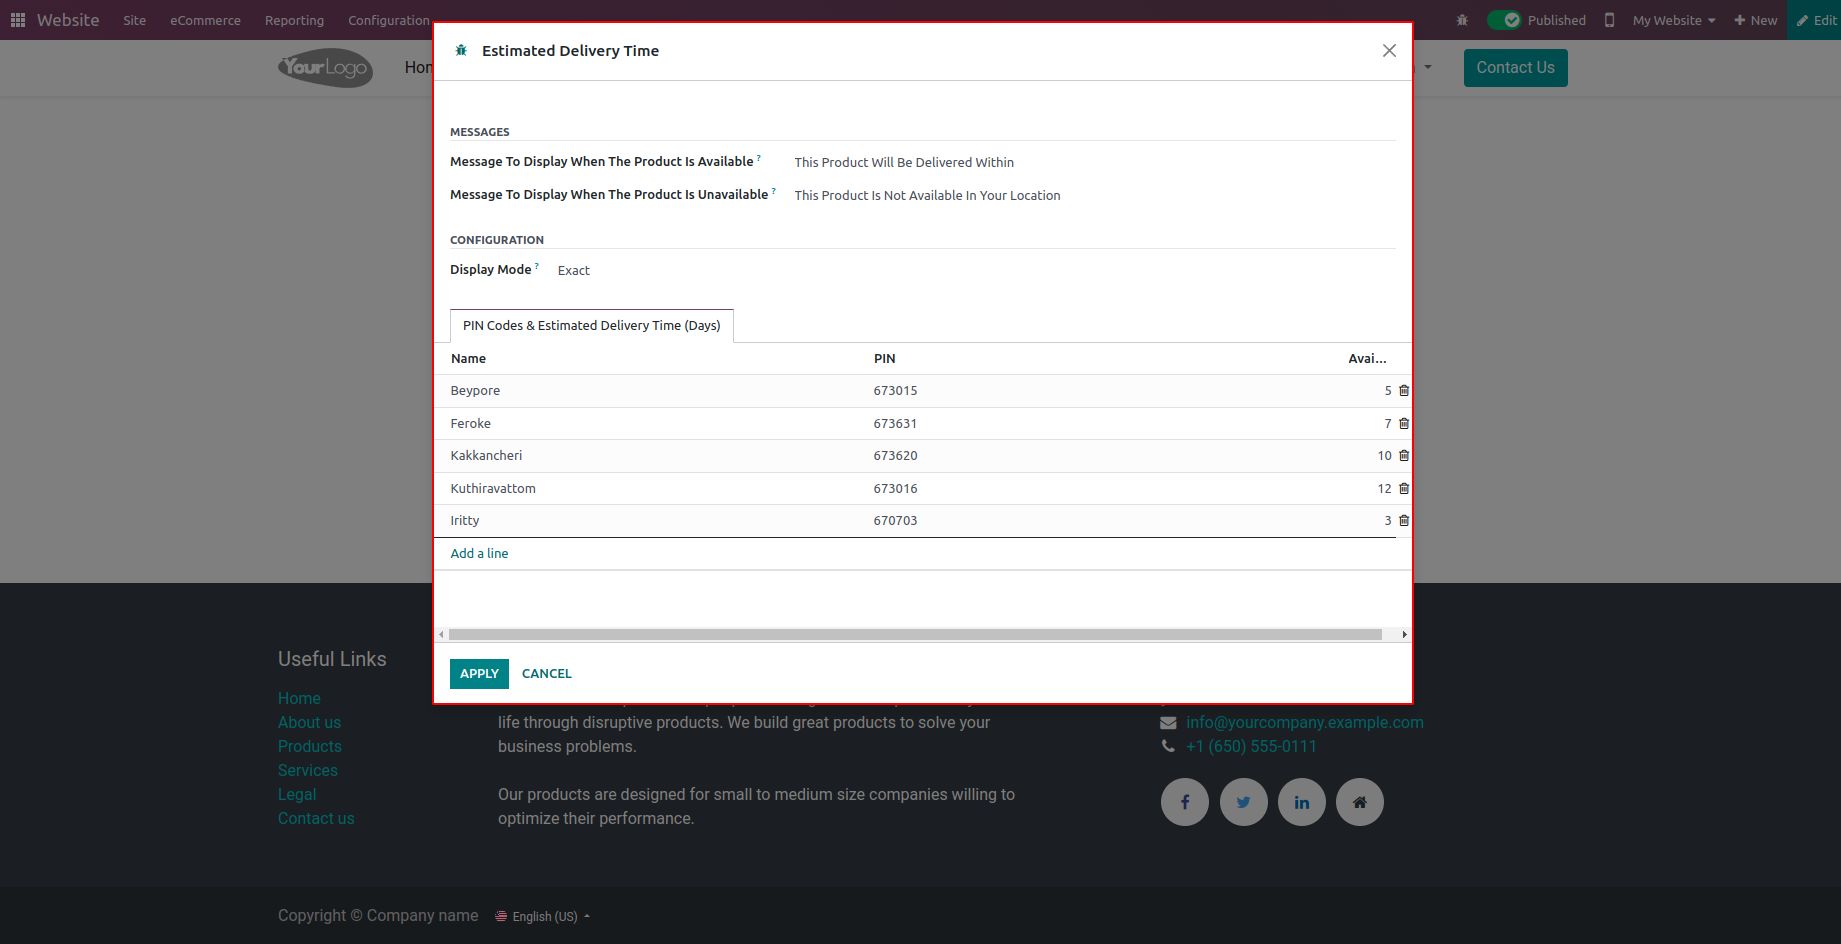 Website Site eCommerce Reporting Configuration Published My Website New Edit
YourLogo Contact Us
Estimated Delivery Time
MESSAGES
Message To Display When The Product Is Available ? This Product Will Be Delivered Within
Message To Display When The Product Is Unavailable ? This Product Is Not Available In Your Location
CONFIGURATION
Display Mode ? Exact
PIN Codes & Estimated Delivery Time (Days)
Name PIN Avai...
Beypore 673015 5
Feroke 673631 7
Kakkancheri 673620 10
Kuthiravattom 673016 12
Iritty 670703 3
Add a line
APPLY CANCEL
Useful Links
Home
About us
Products
Services
Legal
Contact us
life through disruptive products. We build great products to solve your
business problems.
Our products are designed for small to medium size companies willing to
optimize their performance.
info@yourcompany.example.com
+1 (650) 555-0111
Copyright © Company name English (US)